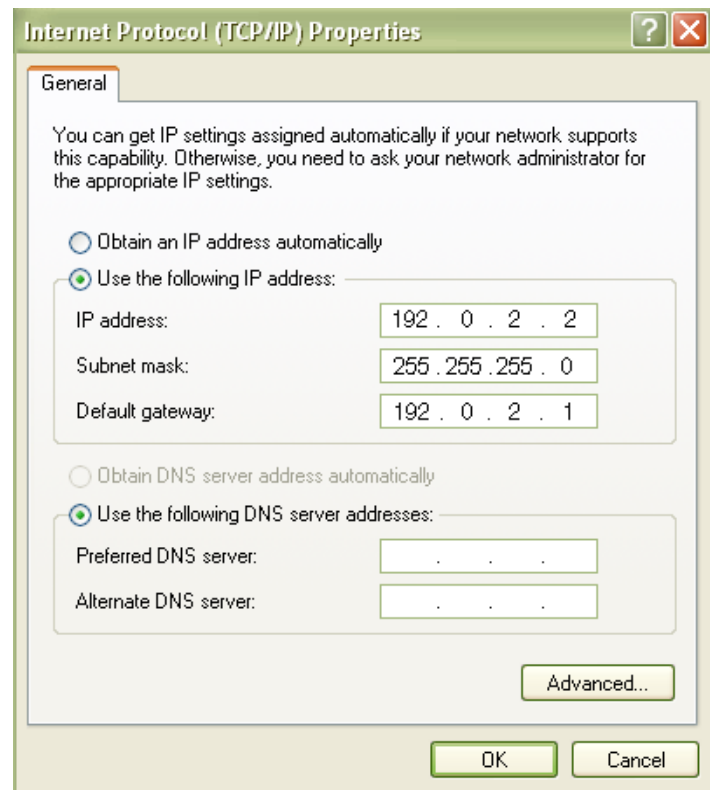 Internet Protocol (TCP/IP) Properties
General
You can get IP settings assigned automatically if your network supports
this capability. Otherwise, you need to ask your network administrator for
the appropriate IP settings.
Obtain an IP address automatically
Use the following IP address:
IP address: 192 . 0 . 2 . 2
Subnet mask: 255 . 255 . 255 . 0
Default gateway: 192 . 0 . 2 . 1
Obtain DNS server address automatically
Use the following DNS server addresses:
Preferred DNS server: . . .
Alternate DNS server: . . .
Advanced...
OK Cancel